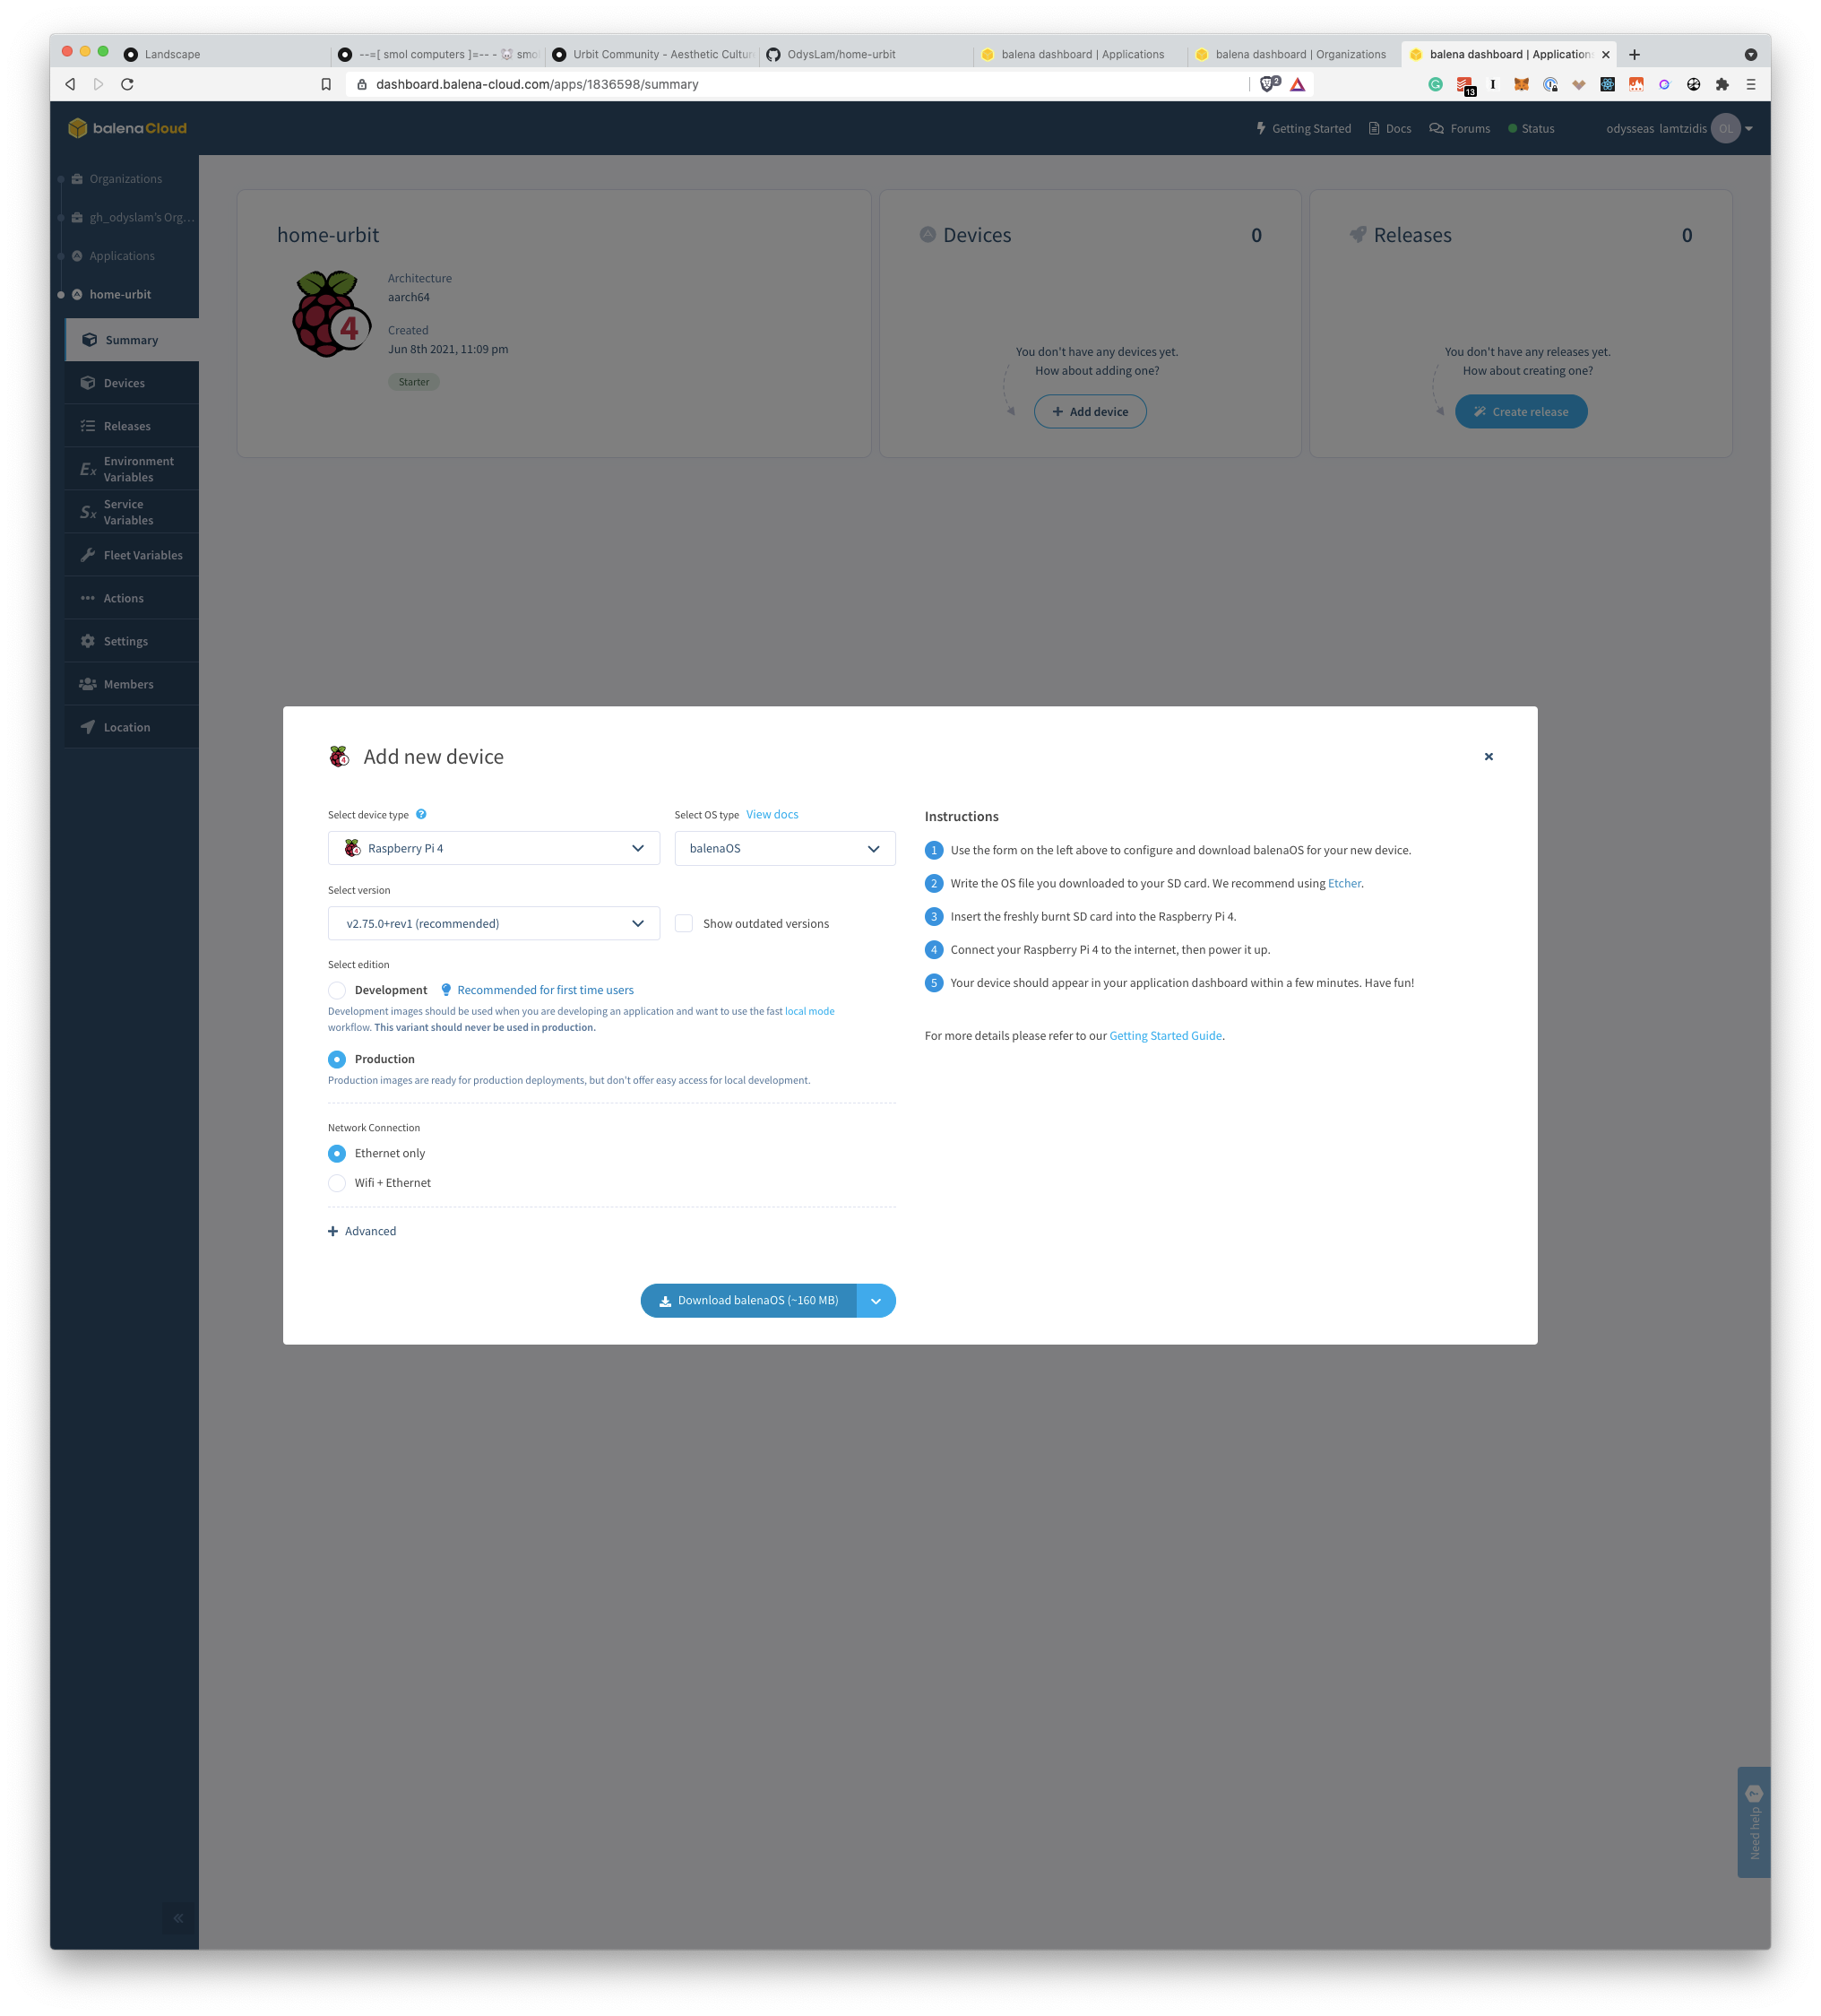 Landscape
--=[ smol computers ]=-- - smo
Urbit Community - Aesthetic Cultur
OdysLam/home-urbit
balena dashboard | Applications
balena dashboard | Organizations
balena dashboard | Application
dashboard.balena-cloud.com/apps/1836598/summary
2
13
balenaCloud
Getting Started
Docs
Forums
Status
odysseas lamtzidis
OL
Organizations
gh_odyslam's Org...
Applications
home-urbit
Summary
Devices
Releases
Ex Environment
Variables
Sx Service
Variables
Fleet Variables
Actions
Settings
Members
Location
home-urbit
4
Architecture
aarch64
Created
Jun 8th 2021, 11:09 pm
Starter
Devices
0
You don't have any devices yet.
How about adding one?
Add device
Releases
0
You don't have any releases yet.
How about creating one?
Create release
Add new device
Select device type
Raspberry Pi 4
Select OS type View docs
balenaOS
Select version
v2.75.0+rev1 (recommended)
Show outdated versions
Select edition
Development Recommended for first time users
Development images should be used when you are developing an application and want to use the fast local mode
workflow. This variant should never be used in production.
Production
Production images are ready for production deployments, but don't offer easy access for local development.
Network Connection
Ethernet only
Wifi + Ethernet
Advanced
Download balenaOS (~160 MB)
Instructions
1 Use the form on the left above to configure and download balenaOS for your new device.
2 Write the OS file you downloaded to your SD card. We recommend using Etcher.
3 Insert the freshly burnt SD card into the Raspberry Pi 4.
4 Connect your Raspberry Pi 4 to the internet, then power it up.
5 Your device should appear in your application dashboard within a few minutes. Have fun!
For more details please refer to our Getting Started Guide.
Need help